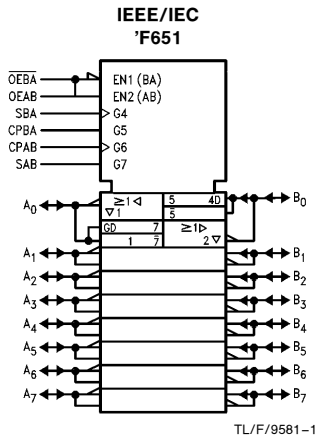 IEEE/IEC
'F651
OEBA EN1 (BA)
OEAB EN2 (AB)
SBA G4
CPBA G5
CPAB G6
SAB G7
A0 ≥1 ◁ 5 4D B0
▽1 5̅
GD 7 ≥1 ▷
1 7̅ 2▽
A1 B1
A2 B2
A3 B3
A4 B4
A5 B5
A6 B6
A7 B7
TL/F/9581-1